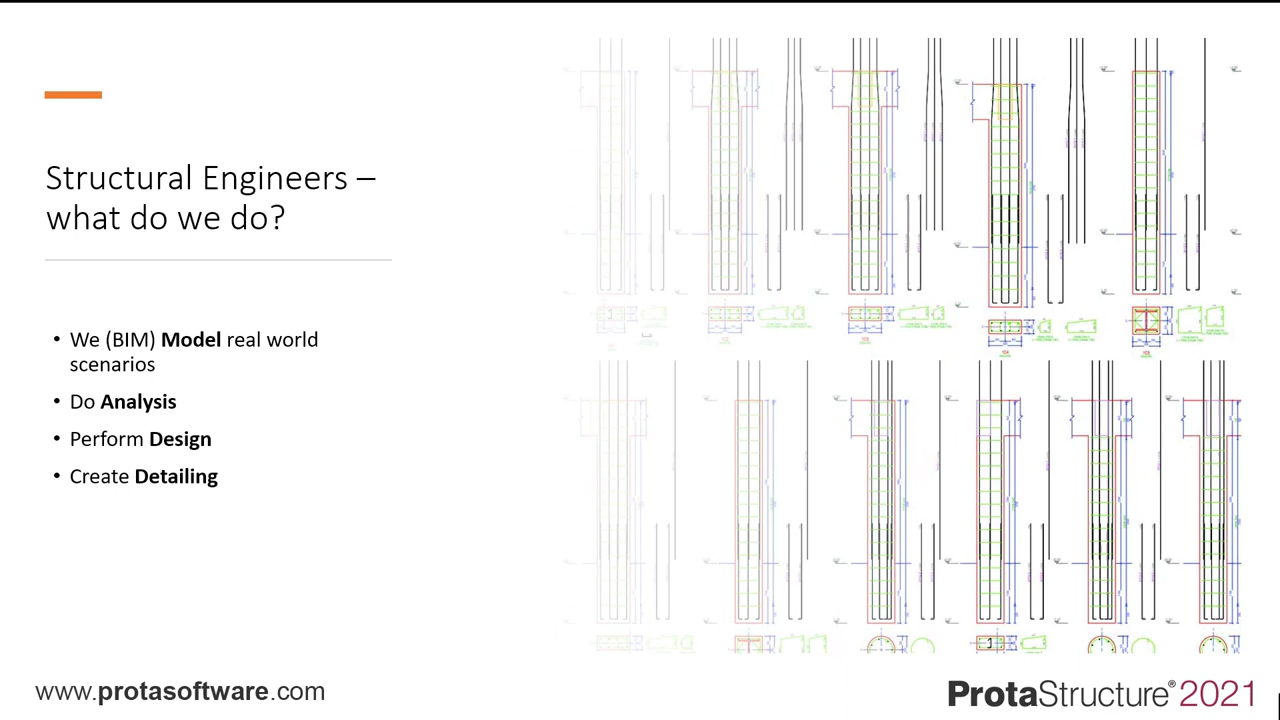 Structural Engineers –
what do we do?
• We (BIM) Model real world
scenarios
• Do Analysis
• Perform Design
• Create Detailing
www.protasoftware.com
ProtaStructure® 2021